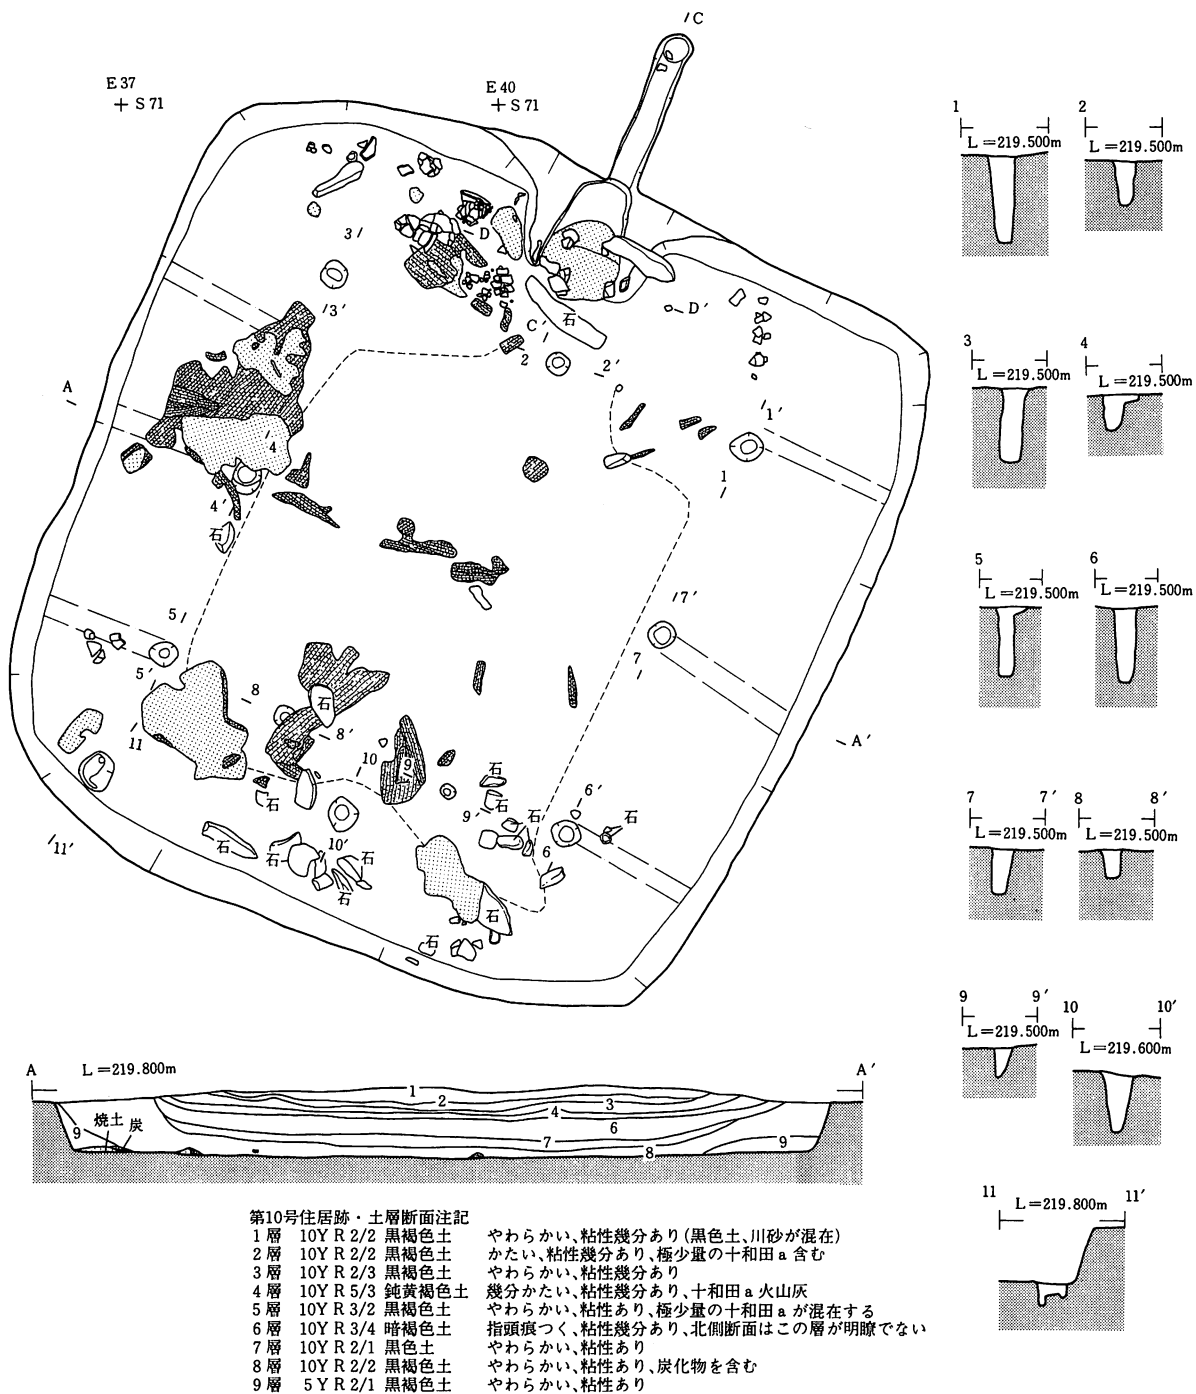 C
E 37
E 40
+ S 71
+ S 71
3
D
3′
石
D′
C′
2
2′
A
1′
4
1
4′
石
5
7′
5′
7
8
石
8′
11
A′
10
9
石
6′
石
石
9′
石
石
11′
石
10′
石
石
6
石
石
石
A
L＝219.800m
A′
1
2
3
4
6
7
8
9
焼土
炭
9
1
2
L＝219.500m
L＝219.500m
3
4
L＝219.500m
L＝219.500m
5
6
L＝219.500m
L＝219.500m
7
7′
8
8′
L＝219.500m
L＝219.500m
9
9′
10
10′
L＝219.500m
L＝219.600m
11
11′
L＝219.800m
第10号住居跡・土層断面注記
1層 10YR2/2 黒褐色土 やわらかい、粘性幾分あり(黒色土、川砂が混在)
2層 10YR2/2 黒褐色土 かたい、粘性幾分あり、極少量の十和田a含む
3層 10YR2/3 黒褐色土 やわらかい、粘性幾分あり
4層 10YR5/3 鈍黄褐色土 幾分かたい、粘性幾分あり、十和田a火山灰
5層 10YR3/2 黒褐色土 やわらかい、粘性あり、極少量の十和田aが混在する
6層 10YR3/4 暗褐色土 指頭痕つく、粘性幾分あり、北側断面はこの層が明瞭でない
7層 10YR2/1 黒色土 やわらかい、粘性あり
8層 10YR2/2 黒褐色土 やわらかい、粘性あり、炭化物を含む
9層 5YR2/1 黒褐色土 やわらかい、粘性あり